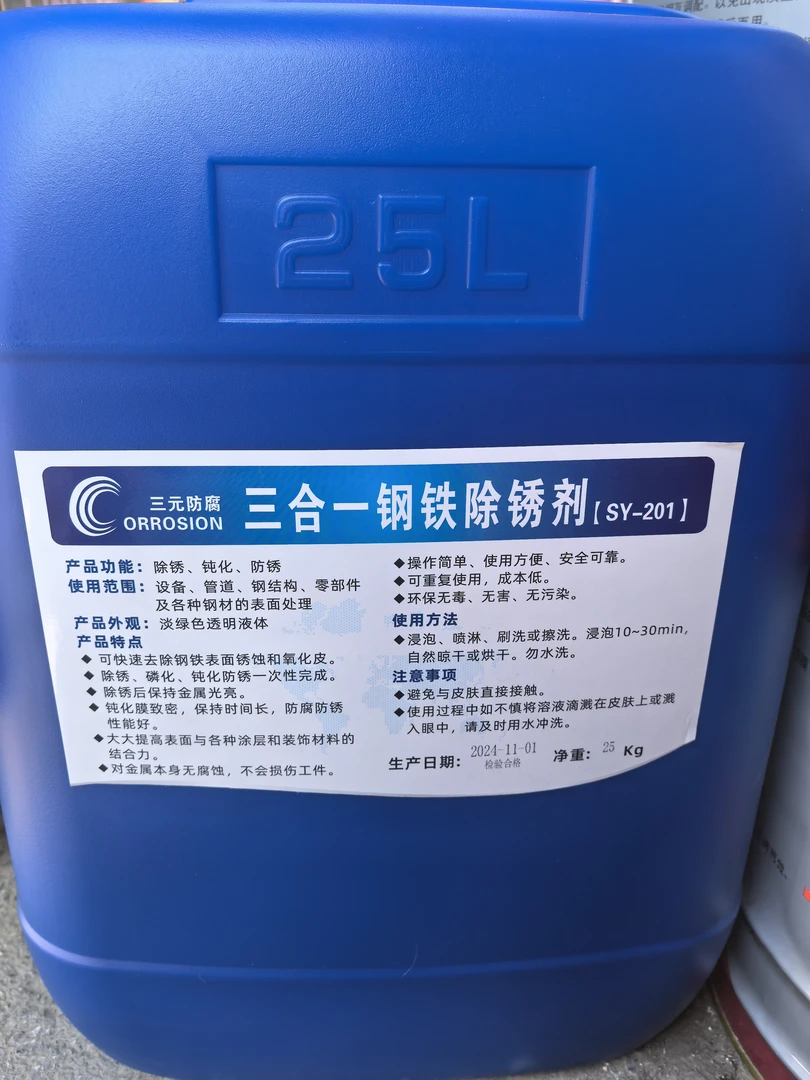 25L
三元防腐
CORROSION
三合一钢铁除锈剂【SY-201】
产品功能：除锈、钝化、防锈
使用范围：设备、管道、钢结构、零部件
及各种钢材的表面处理
产品外观：淡绿色透明液体
产品特点
◆可快速去除钢铁表面锈蚀和氧化皮。
◆除锈、磷化、钝化防锈一次性完成。
◆除锈后保持金属光亮。
◆钝化膜致密，保持时间长，防腐防锈
性能好。
◆大大提高表面与各种涂层和装饰材料的
结合力。
◆对金属本身无腐蚀，不会损伤工件。
◆操作简单、使用方便、安全可靠。
◆可重复使用，成本低。
◆环保无毒、无害、无污染。
使用方法
◆浸泡、喷淋、刷洗或擦洗。浸泡10~30min，
自然晾干或烘干。勿水洗。
注意事项
◆避免与皮肤直接接触。
◆使用过程中如不慎将溶液滴溅在皮肤上或溅
入眼中，请及时用水冲洗。
生产日期：2024-11-01
检验合格
净重：25 Kg